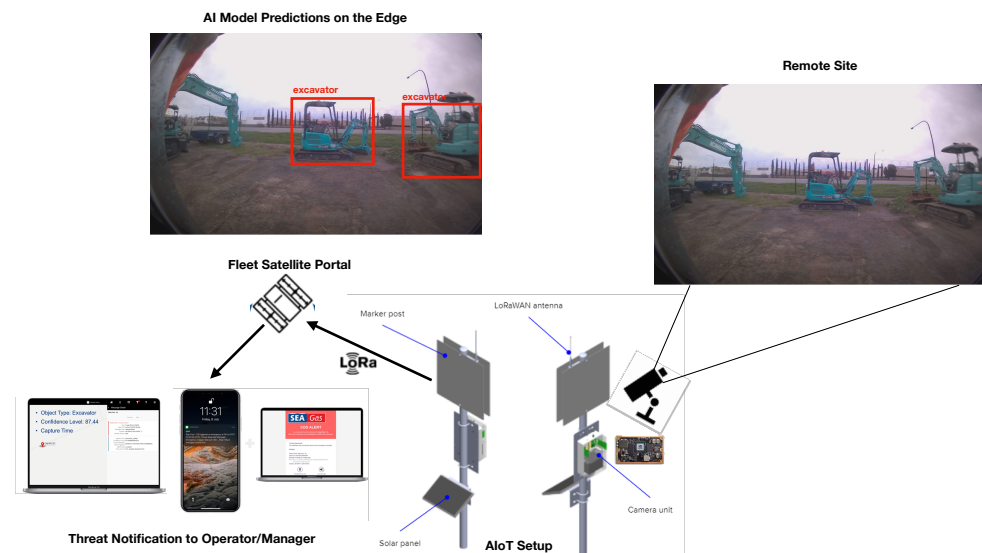 AI Model Predictions on the Edge
Remote Site
excavator
excavator
Fleet Satellite Portal
LoRaWAN antenna
Marker post
LoRa
11:31
SEA Gas
• Object Type: Excavater
• Confidence Level: 87.44
• Capture Time
Camera unit
Solar panel
Threat Notification to Operator/Manager
AIoT Setup